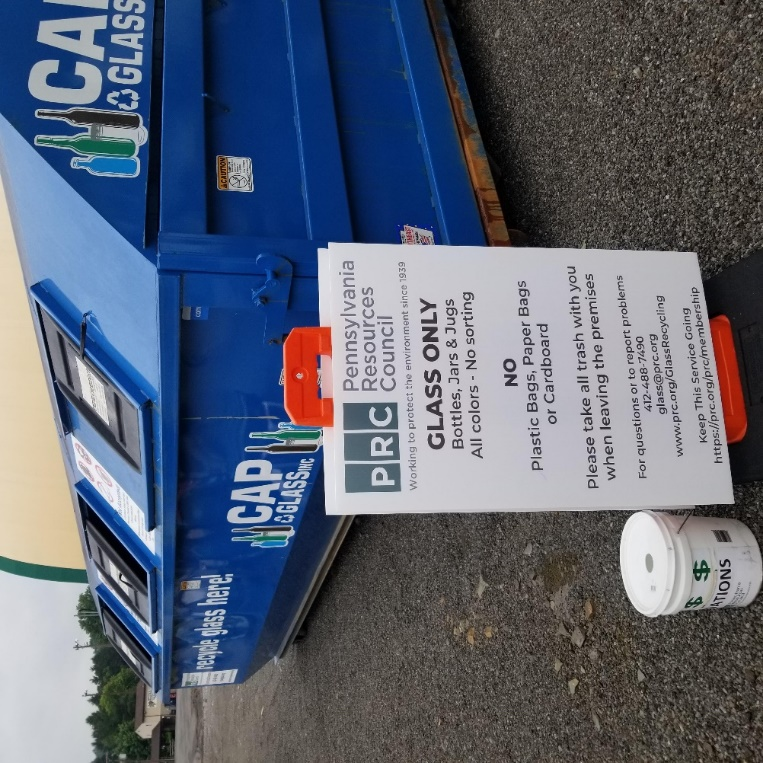 CAP
GLASS
CAUTION
PRC
Pennsylvania
Resources
Council
Working to protect the environment since 1939
GLASS ONLY
Bottles, Jars & Jugs
All colors - No sorting
NO
Plastic Bags, Paper Bags
or Cardboard
Please take all trash with you
when leaving the premises
For questions or to report problems
412-488-7490
glass@prc.org
www.prc.org/GlassRecycling
Keep This Service Going
https://prc.org/prc/membership
CAP
GLASS INC
recycle glass here!
$ $
ATIONS